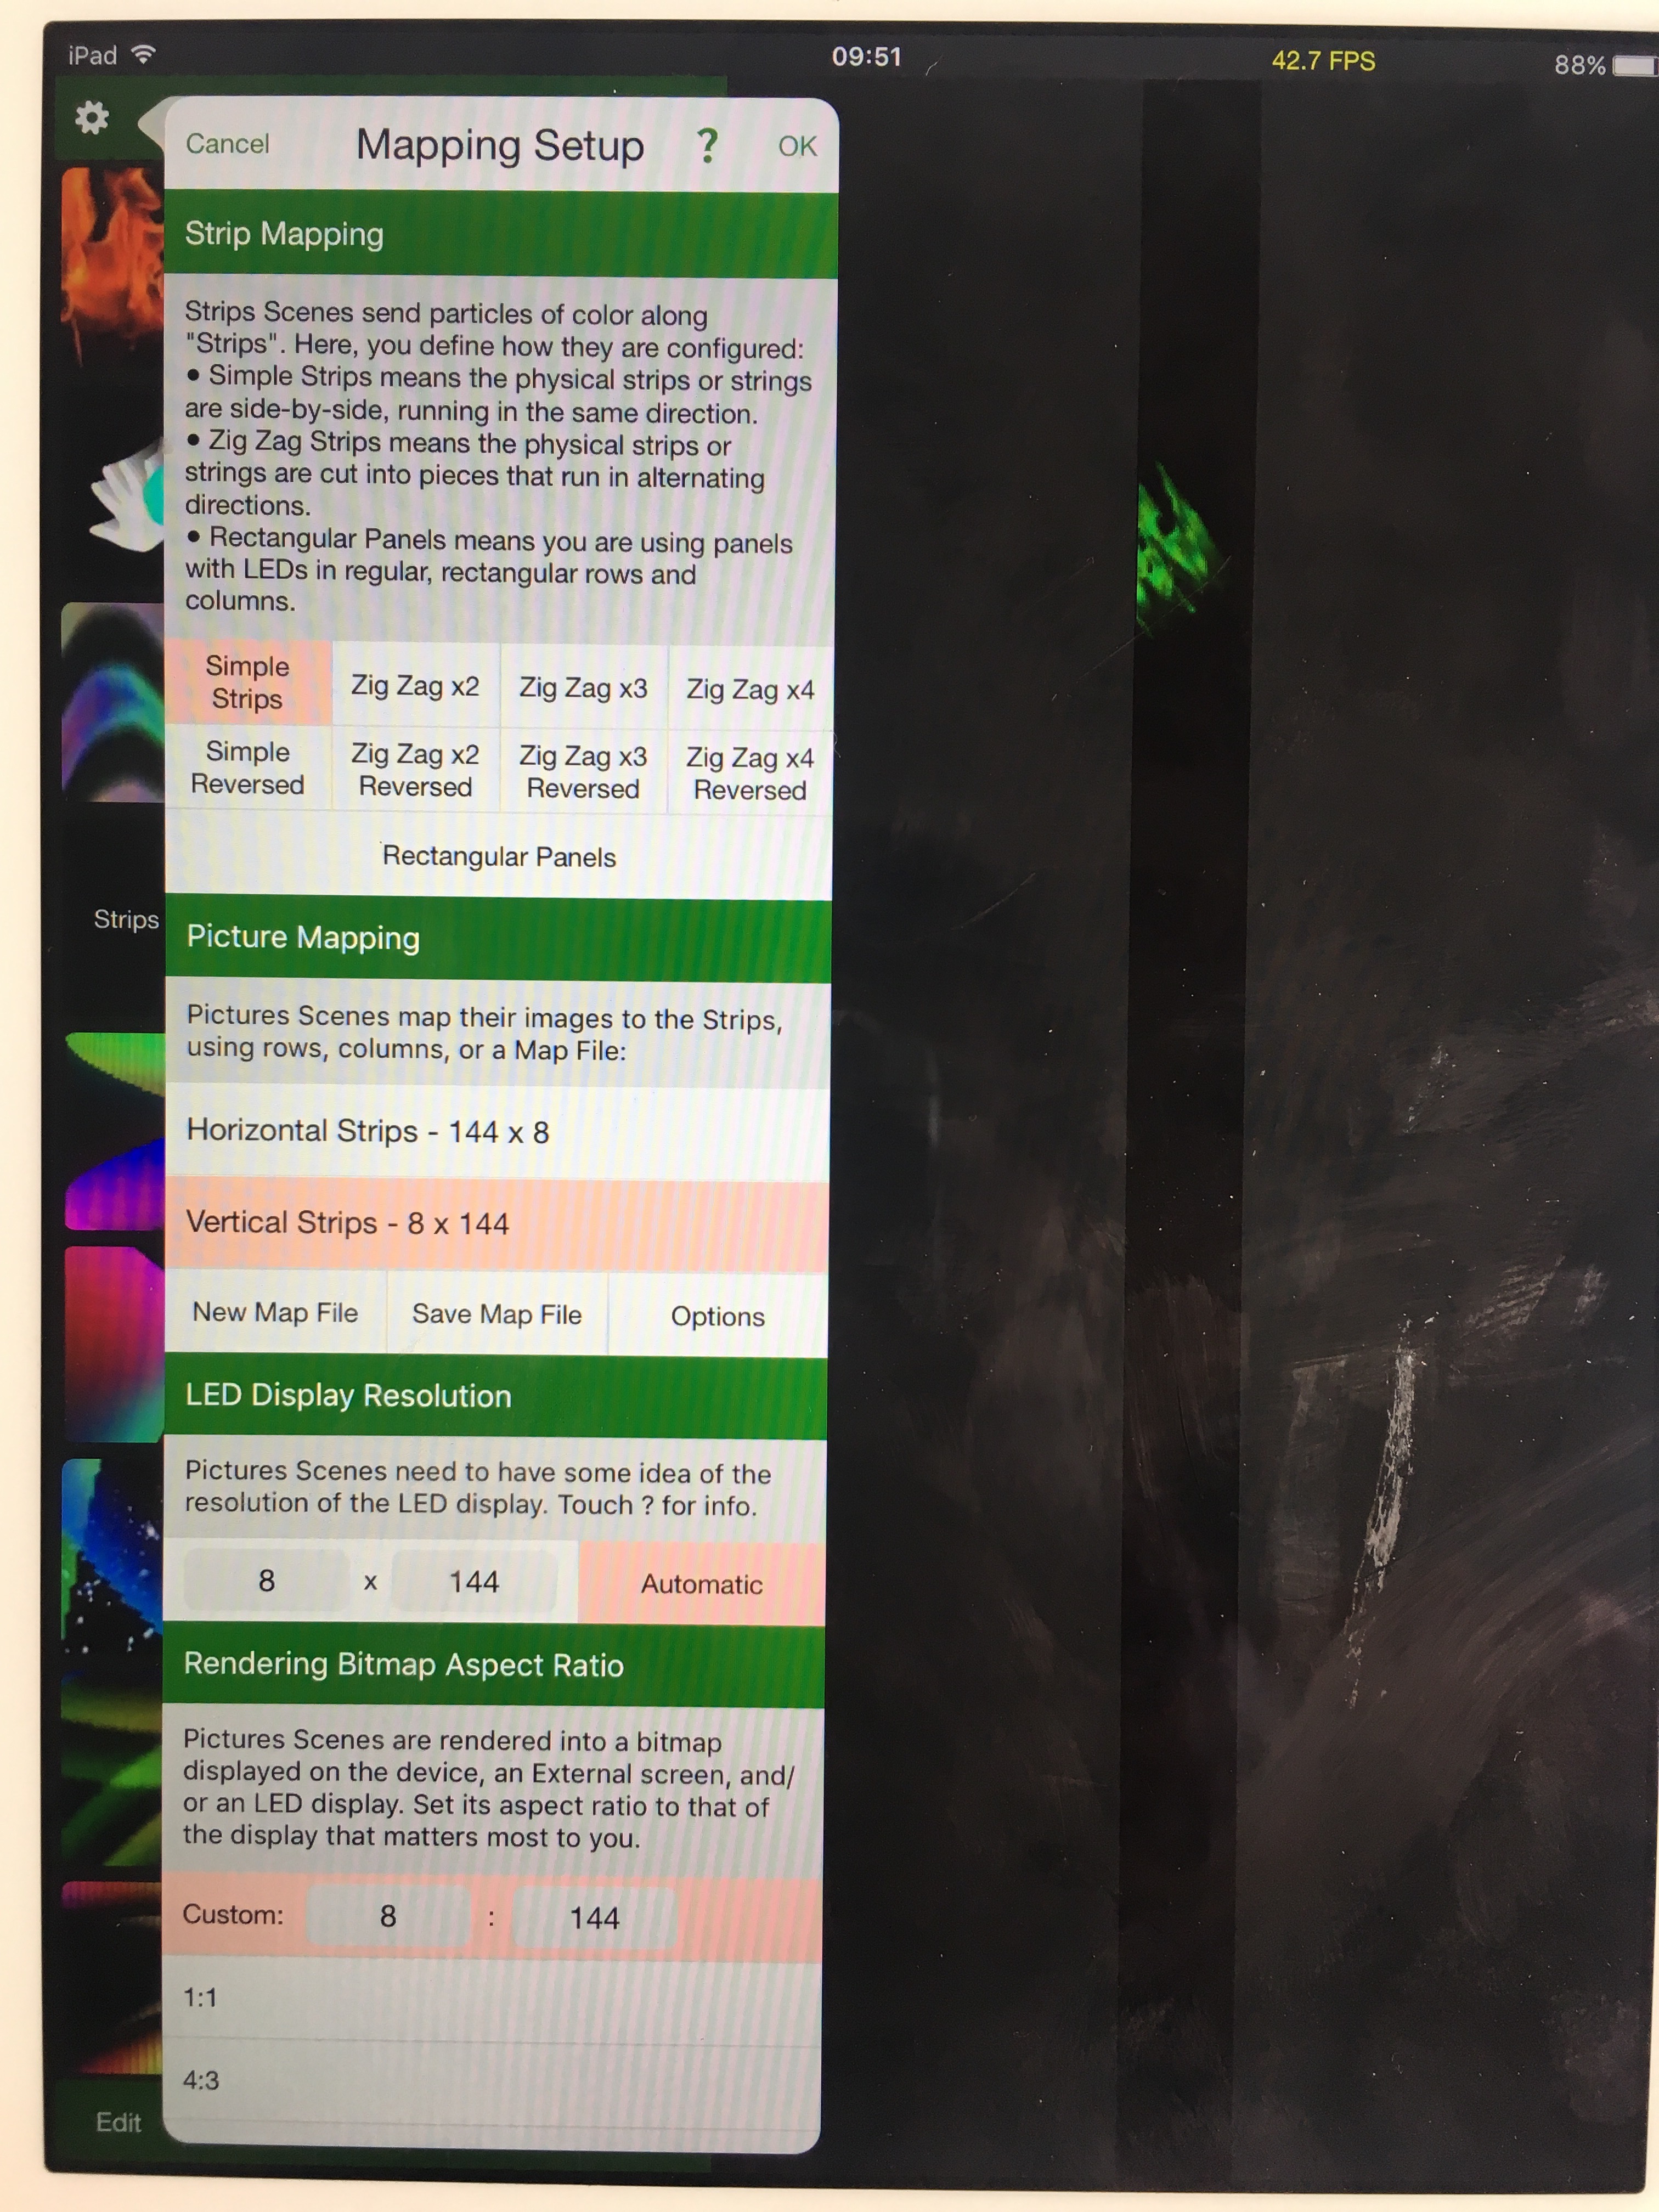 iPad 09:51 42.7 FPS 88%
Cancel Mapping Setup ? OK
Strip Mapping
Strips Scenes send particles of color along
"Strips". Here, you define how they are configured:
• Simple Strips means the physical strips or strings
are side-by-side, running in the same direction.
• Zig Zag Strips means the physical strips or
strings are cut into pieces that run in alternating
directions.
• Rectangular Panels means you are using panels
with LEDs in regular, rectangular rows and
columns.
Simple
Strips
Zig Zag x2
Zig Zag x3
Zig Zag x4
Simple
Reversed
Zig Zag x2
Reversed
Zig Zag x3
Reversed
Zig Zag x4
Reversed
Rectangular Panels
Strips
Picture Mapping
Pictures Scenes map their images to the Strips,
using rows, columns, or a Map File:
Horizontal Strips - 144 x 8
Vertical Strips - 8 x 144
New Map File Save Map File Options
LED Display Resolution
Pictures Scenes need to have some idea of the
resolution of the LED display. Touch ? for info.
8 x 144 Automatic
Rendering Bitmap Aspect Ratio
Pictures Scenes are rendered into a bitmap
displayed on the device, an External screen, and/
or an LED display. Set its aspect ratio to that of
the display that matters most to you.
Custom: 8 : 144
1:1
4:3
Edit